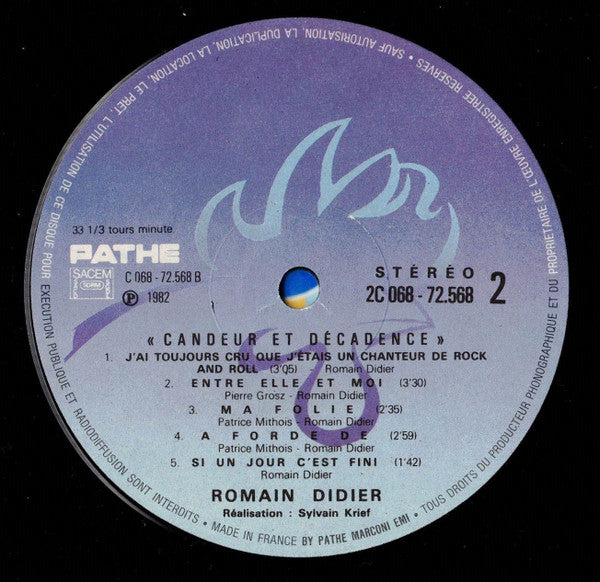 TOUS DROITS DU PRODUCTEUR PHONOGRAPHIQUE ET DU PROPRIETAIRE DE L'ŒUVRE ENREGISTREE RESERVES • SAUF AUTORISATION, LA DUPLICATION, LA LOCATION, LE PRET, L'UTILISATION DE CE DISQUE POUR EXECUTION PUBLIQUE ET RADIODIFFUSION SONT INTERDITS • MADE IN FRANCE BY PATHE MARCONI EMI •
33 1/3 tours minute
PATHE
SACEM
SDRM
C 068 - 72.568 B
Ⓟ 1982
STÉRÉO
2C 068 - 72.568 2
« CANDEUR ET DÉCADENCE »
1. J'AI TOUJOURS CRU QUE J'ÉTAIS UN CHANTEUR DE ROCK
AND ROLL (3'05) Romain Didier
2. ENTRE ELLE ET MOI (3'30)
Pierre Grosz - Romain Didier
3. MA FOLIE (2'35)
Patrice Mithois - Romain Didier
4. A FORDE DE (2'59)
Patrice Mithois - Romain Didier
5. SI UN JOUR C'EST FINI (1'42)
Romain Didier
ROMAIN DIDIER
Réalisation : Sylvain Krief